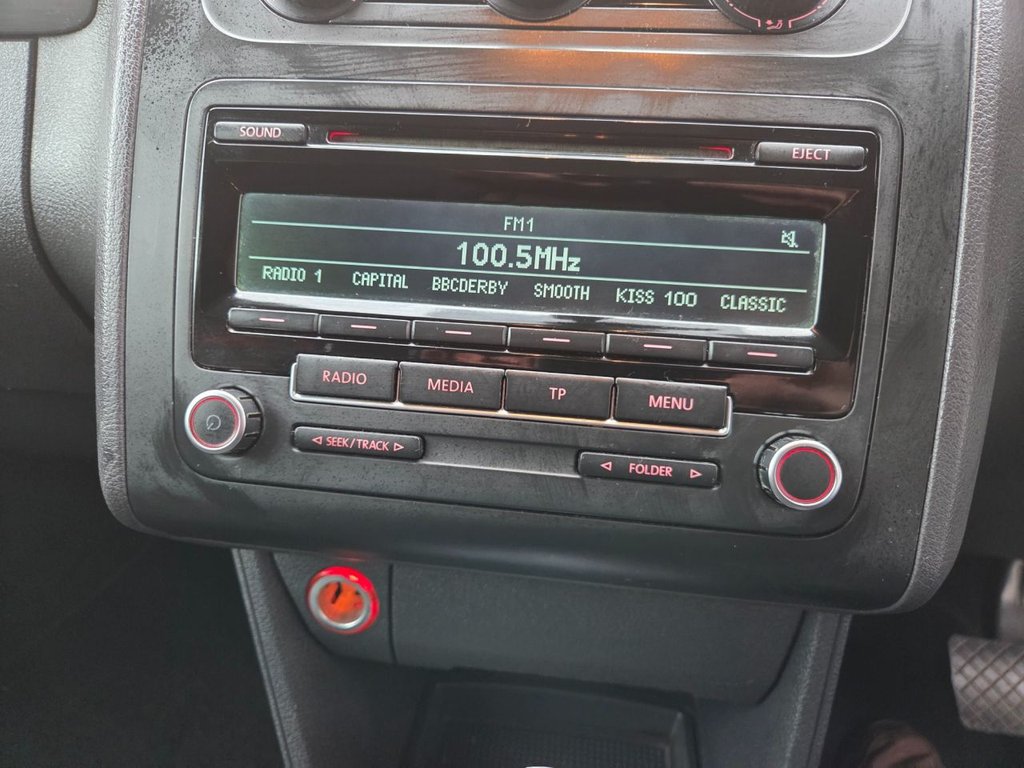 SOUND
EJECT
FM1
100.5MHz
RADIO 1 CAPITAL BBCDERBY SMOOTH KISS 100 CLASSIC
RADIO MEDIA TP MENU
SEEK/TRACK
FOLDER